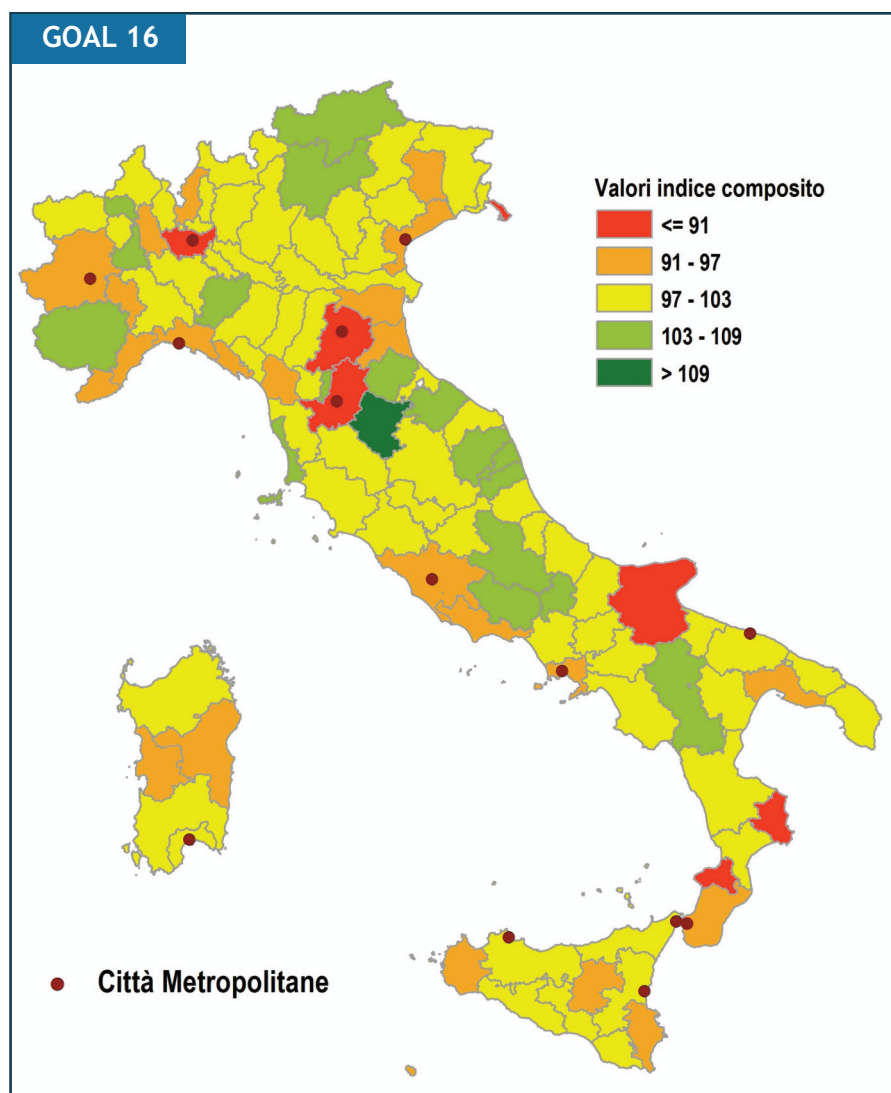 GOAL 16
Valori indice composito
<= 91
91 - 97
97 - 103
103 - 109
> 109
Città Metropolitane